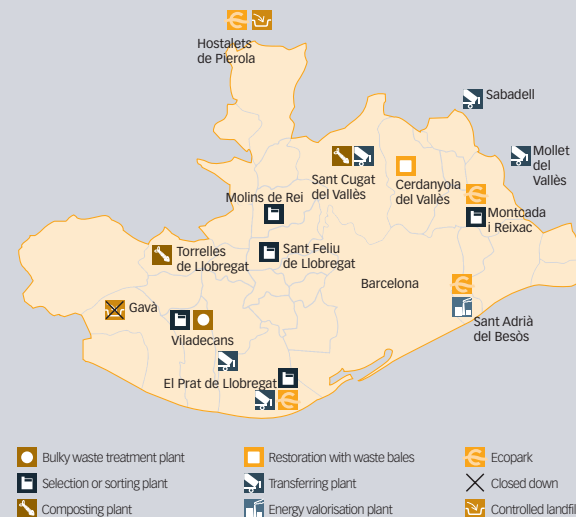 Hostalets
de Pierola
Sabadell
Mollet
del
Vallès
Sant Cugat
del Vallès
Cerdanyola
del Vallès
Molins de Rei
Montcada
i Reixac
Torrelles
de Llobregat
Sant Feliu
de Llobregat
Barcelona
Gavà
Viladecans
Sant Adrià
del Besòs
El Prat de Llobregat
Bulky waste treatment plant
Restoration with waste bales
Ecopark
Selection or sorting plant
Transferring plant
Closed down
Composting plant
Energy valorisation plant
Controlled landfil